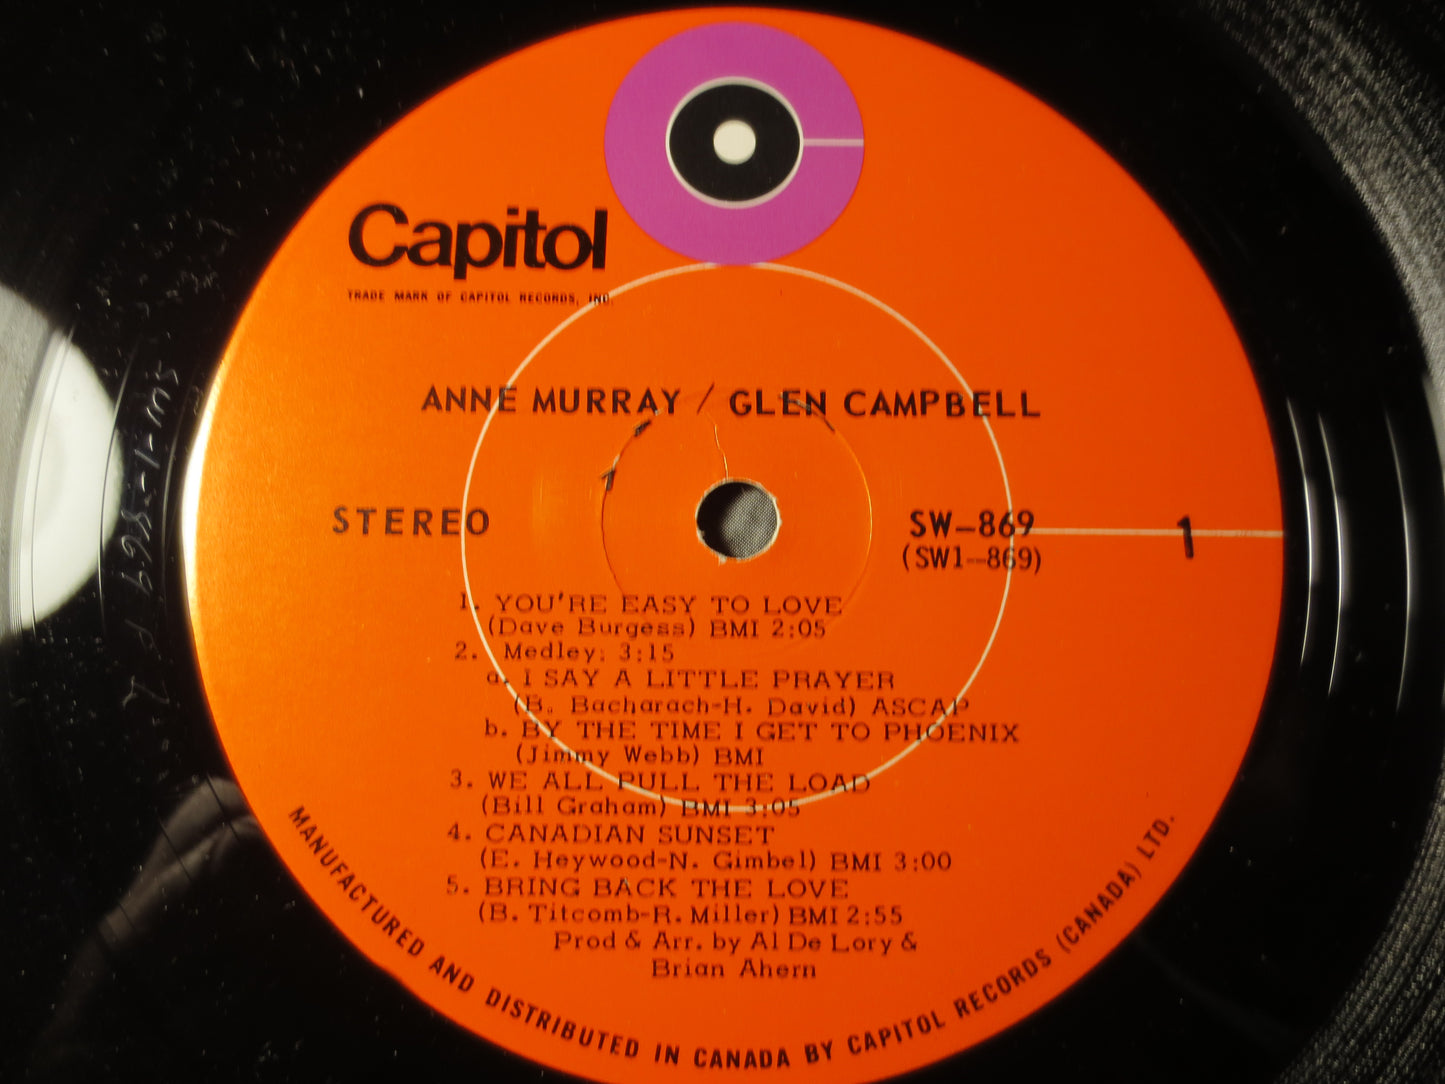 Capitol
TRADE MARK OF CAPITOL RECORDS, INC.
ANNE MURRAY / GLEN CAMPBELL
STEREO
SW-869
(SW1--869)
1
1. YOU'RE EASY TO LOVE
(Dave Burgess) BMI 2:05
2. Medley: 3:15
a. I SAY A LITTLE PRAYER
(B. Bacharach-H. David) ASCAP
b. BY THE TIME I GET TO PHOENIX
(Jimmy Webb) BMI
3. WE ALL PULL THE LOAD
(Bill Graham) BMI 3:05
4. CANADIAN SUNSET
(E. Heywood-N. Gimbel) BMI 3:00
5. BRING BACK THE LOVE
(B. Titcomb-R. Miller) BMI 2:55
Prod & Arr. by Al De Lory &
Brian Ahern
MANUFACTURED AND DISTRIBUTED IN CANADA BY CAPITOL RECORDS (CANADA) LTD.
SW-1-869